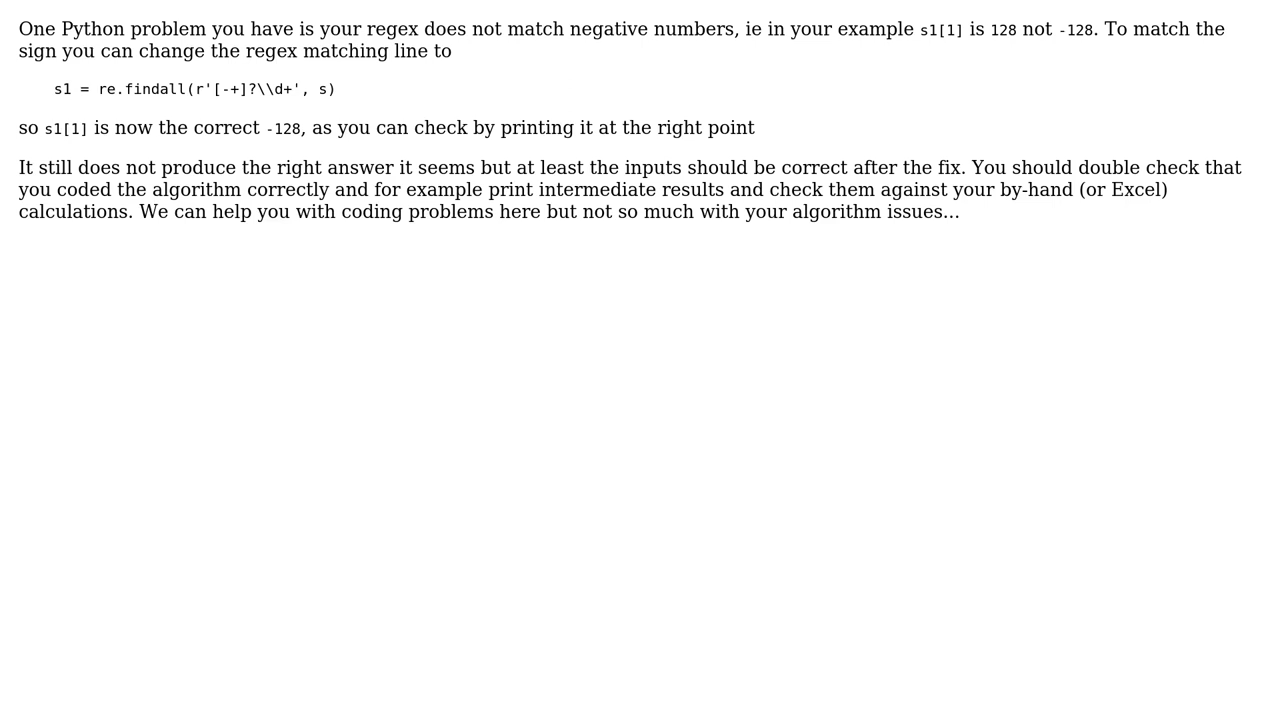 One Python problem you have is your regex does not match negative numbers, ie in your example s1[1] is 128 not -128. To match the
sign you can change the regex matching line to
s1 = re.findall(r'[-+]?\\d+', s)
so s1[1] is now the correct -128, as you can check by printing it at the right point
It still does not produce the right answer it seems but at least the inputs should be correct after the fix. You should double check that
you coded the algorithm correctly and for example print intermediate results and check them against your by-hand (or Excel)
calculations. We can help you with coding problems here but not so much with your algorithm issues...